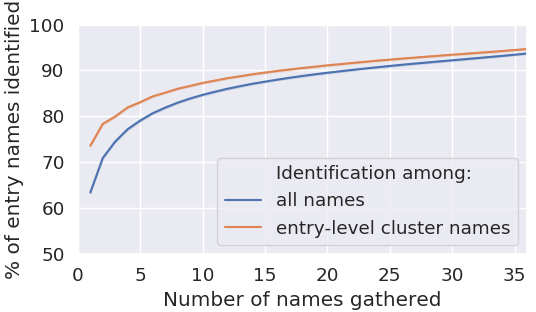 % of entry names identified
100
90
80
70
60
50
0 5 10 15 20 25 30 35
Number of names gathered
Identification among:
all names
entry-level cluster names